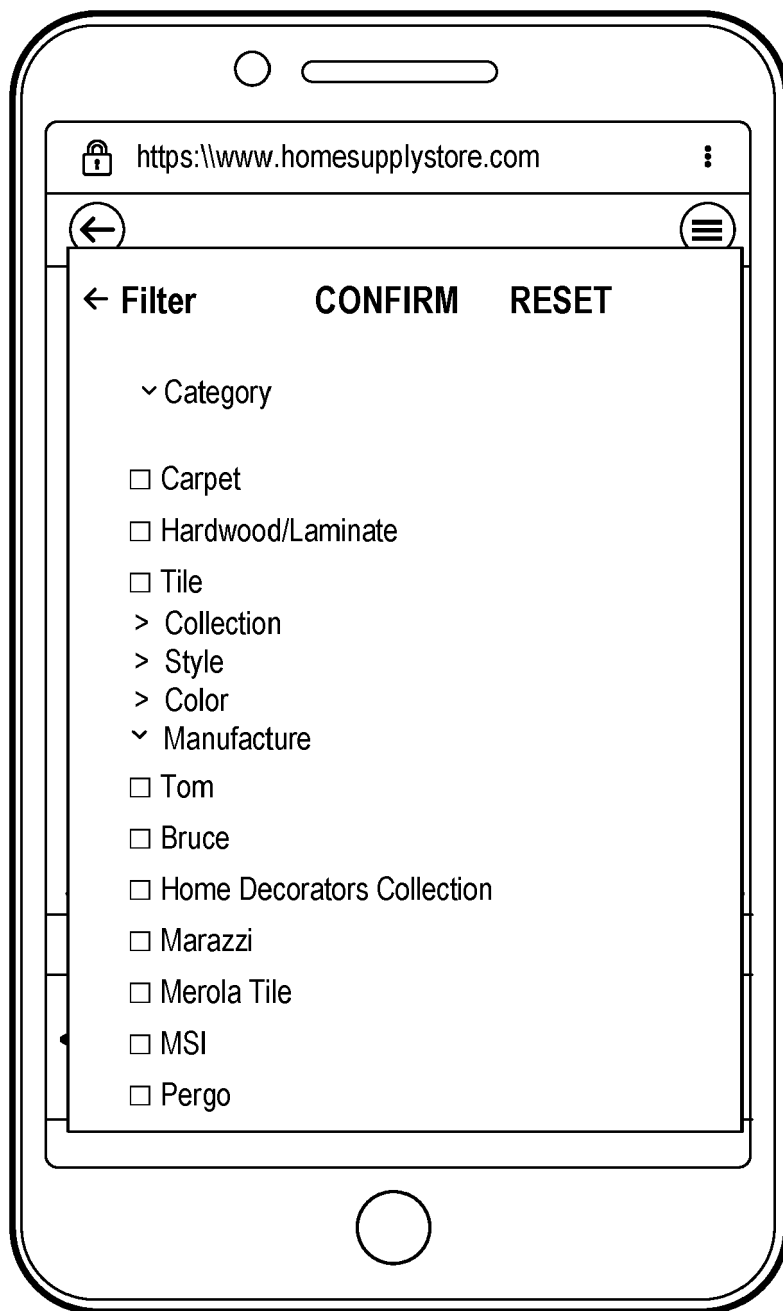 https:\\www.homesupplystore.com
Filter CONFIRM RESET
Category
Carpet
Hardwood/Laminate
Tile
> Collection
> Style
> Color
Manufacture
Tom
Bruce
Home Decorators Collection
Marazzi
Merola Tile
MSI
Pergo